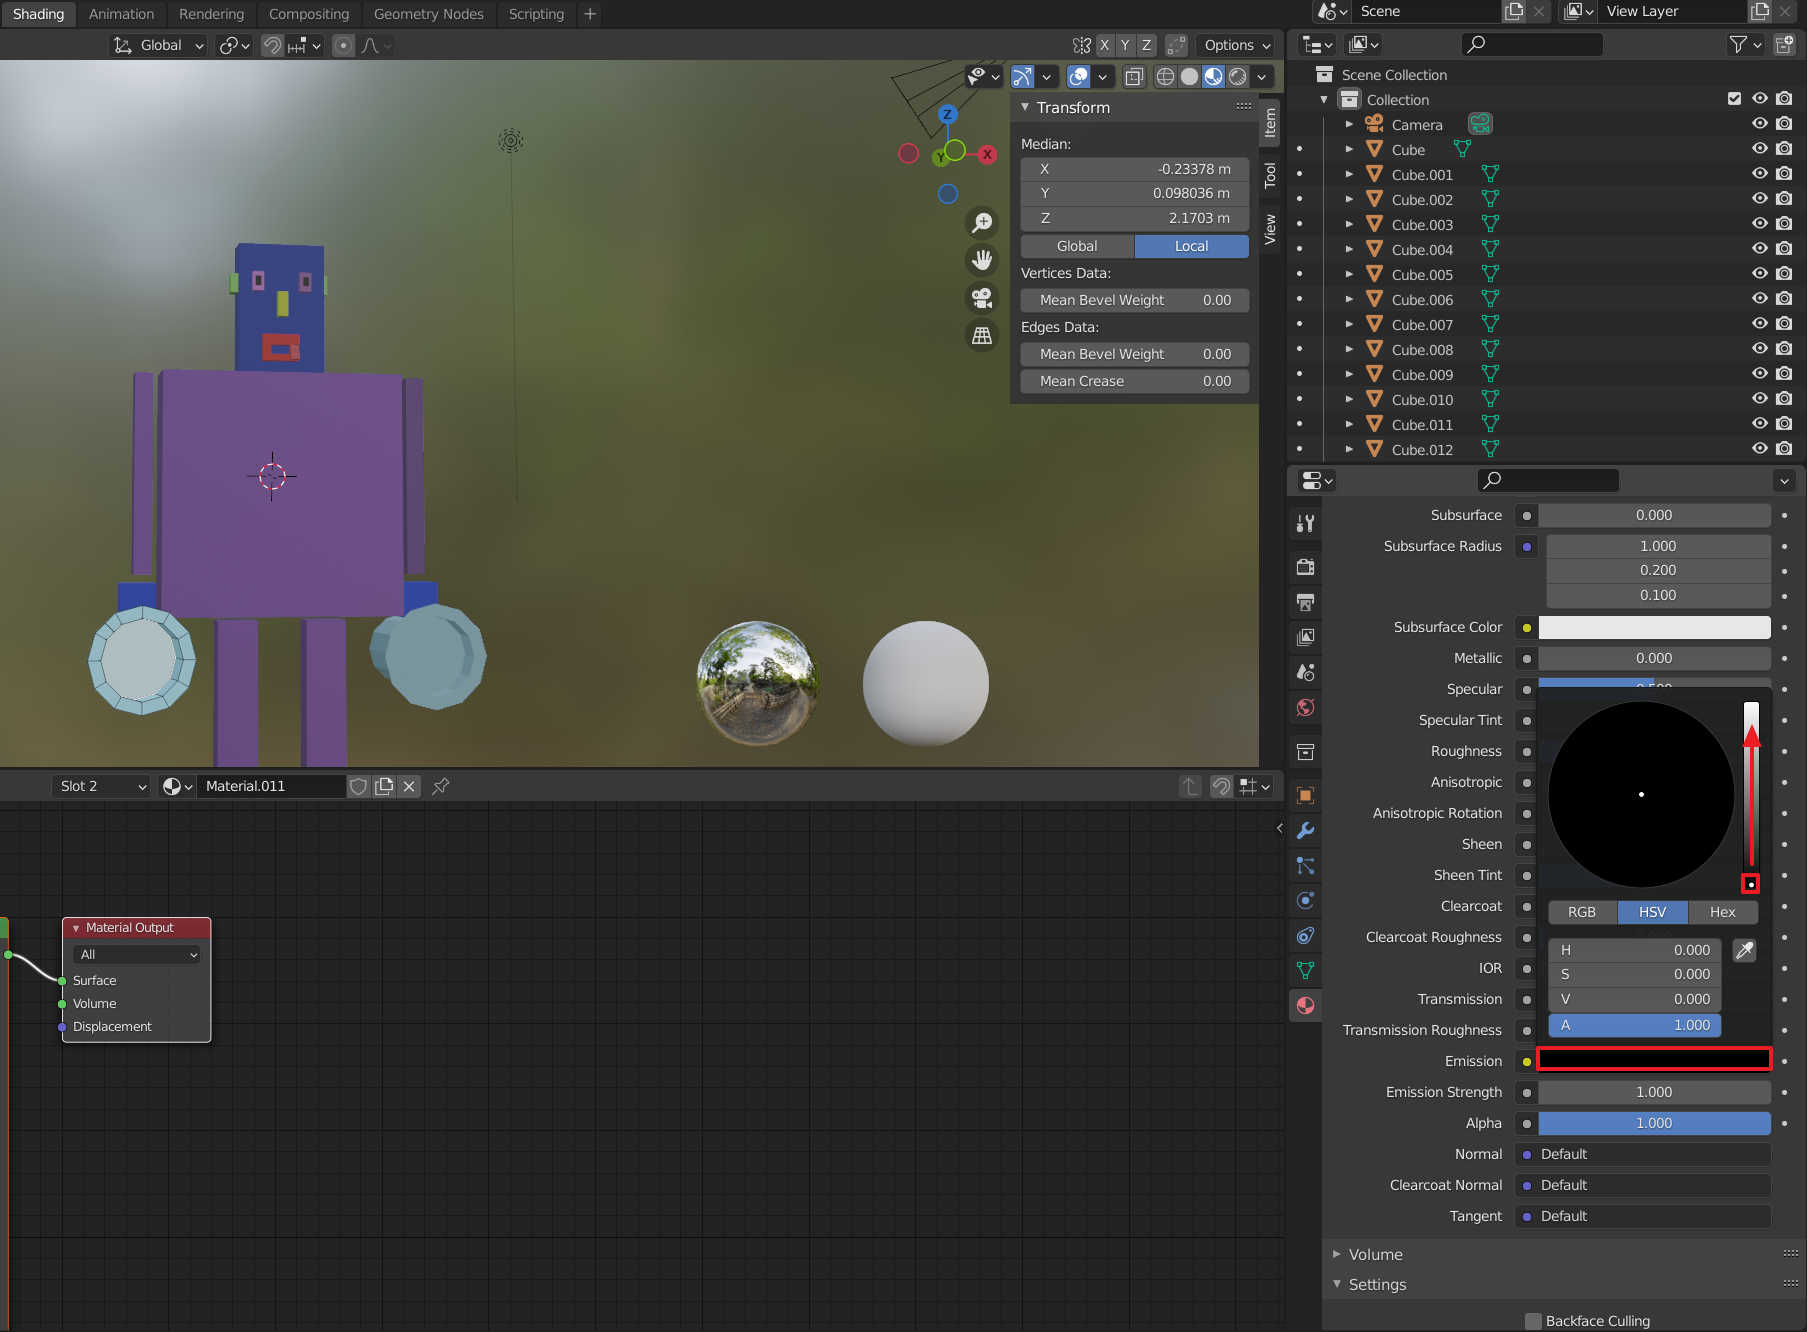 Shading Animation Rendering Compositing Geometry Nodes Scripting +
Scene
View Layer
Global
X Y Z
Options
Scene Collection
Collection
Camera
Cube
Cube.001
Cube.002
Cube.003
Cube.004
Cube.005
Cube.006
Cube.007
Cube.008
Cube.009
Cube.010
Cube.011
Cube.012
Z
Y
X
Transform
Median:
X -0.23378 m
Y 0.098036 m
Z 2.1703 m
Global Local
Vertices Data:
Mean Bevel Weight 0.00
Edges Data:
Mean Bevel Weight 0.00
Mean Crease 0.00
Item
Tool
View
Slot 2
Material.011
Material Output
All
Surface
Volume
Displacement
Subsurface 0.000
Subsurface Radius 1.000
0.200
0.100
Subsurface Color
Metallic 0.000
Specular 0.500
Specular Tint
Roughness
Anisotropic
Anisotropic Rotation
Sheen
Sheen Tint
Clearcoat
Clearcoat Roughness
IOR
Transmission
Transmission Roughness
RGB HSV Hex
H 0.000
S 0.000
V 0.000
A 1.000
Emission
Emission Strength 1.000
Alpha 1.000
Normal Default
Clearcoat Normal Default
Tangent Default
Volume
Settings
Backface Culling